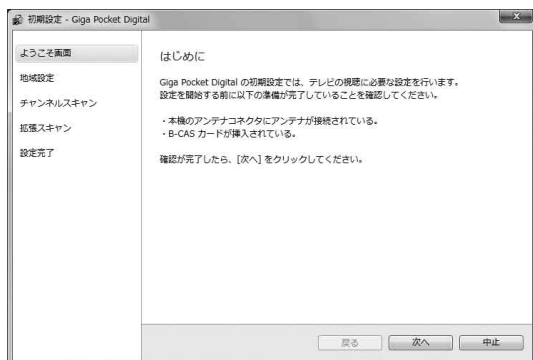 初期設定 - Giga Pocket Digital
ようこそ画面
地域設定
チャンネルスキャン
拡張スキャン
設定完了
はじめに
Giga Pocket Digital の初期設定では、テレビの視聴に必要な設定を行います。
設定を開始する前に以下の準備が完了していることを確認してください。
・本機のアンテナコネクタにアンテナが接続されている。
・B-CAS カードが挿入されている。
確認が完了したら、[次へ] をクリックしてください。
戻る
次へ
中止